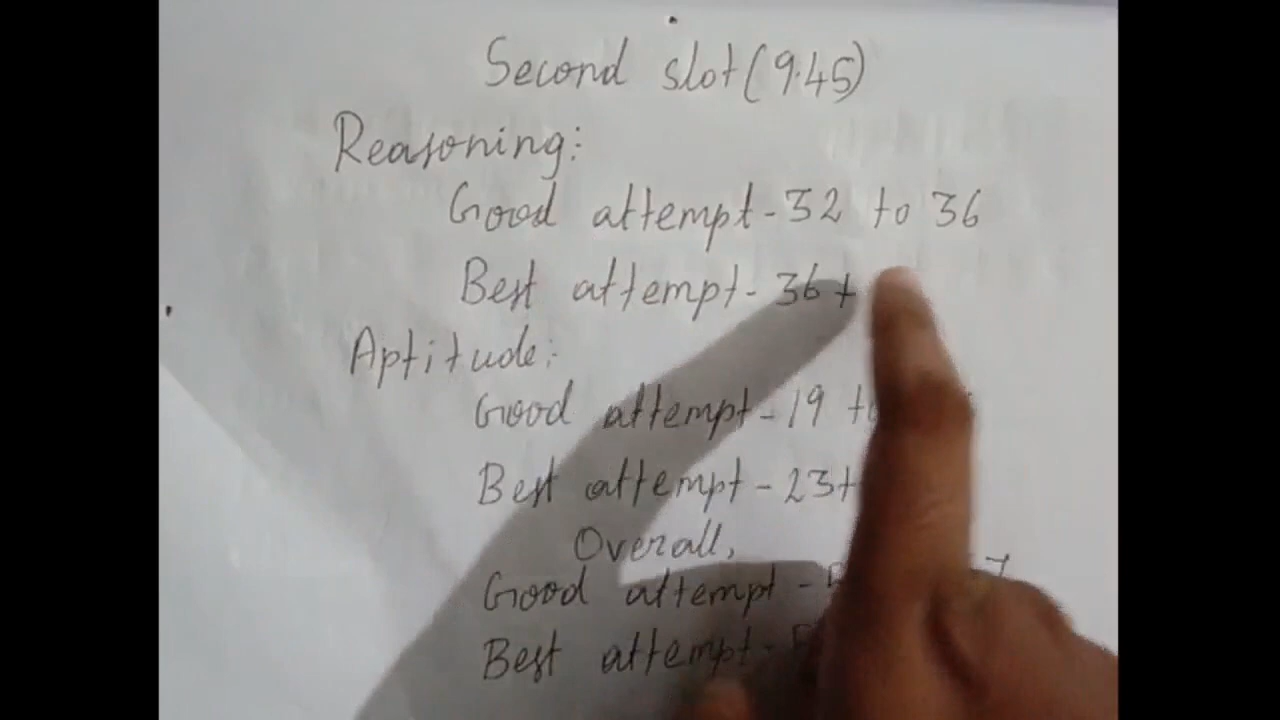 Second slot (9.45)
Reasoning:
Good attempt - 32 to 36
Best attempt - 36+
Aptitude:
Good attempt - 19
Best attempt - 23+
Overall,
Good attempt -
Best attempt -